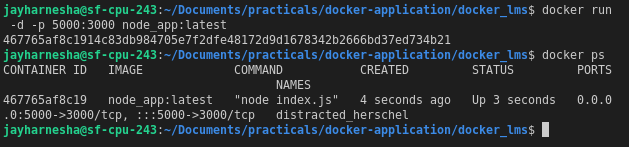 jayharnesha@sf-cpu-243:~/Documents/practicals/docker-application/docker_lms$ docker run
 -d -p 5000:3000 node_app:latest
467765af8c1914c83db984705e7f2dfe48172d9d1678342b2666bd37ed734b21
jayharnesha@sf-cpu-243:~/Documents/practicals/docker-application/docker_lms$ docker ps
CONTAINER ID   IMAGE             COMMAND           CREATED         STATUS         PORTS
                                       NAMES
467765af8c19   node_app:latest   "node index.js"   4 seconds ago   Up 3 seconds   0.0.0
.0:5000->3000/tcp, :::5000->3000/tcp   distracted_herschel
jayharnesha@sf-cpu-243:~/Documents/practicals/docker-application/docker_lms$